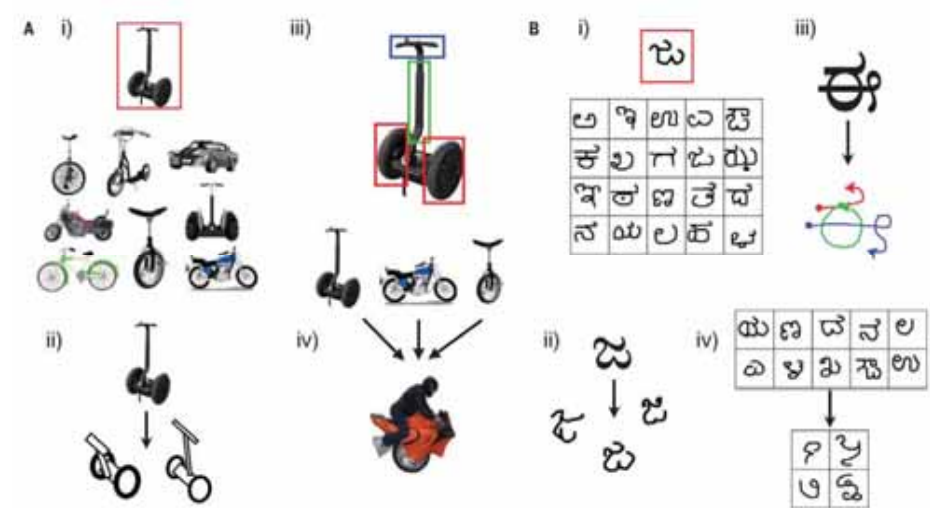 A i) iii) B i) iii)
ಜ
ಅ ಉ ಎ ಔ
ಕ ಖ ಗ ಜ ಝ
ಠ ಣ ತ ದ
ನ ಯ ಲ ಹ ಳ
ii) iv) ii) iv)
ಜ
ಜ ಜ
ಜ
ಯ ಣ ದ ನ ಲ
ಳ ಖ ಉ